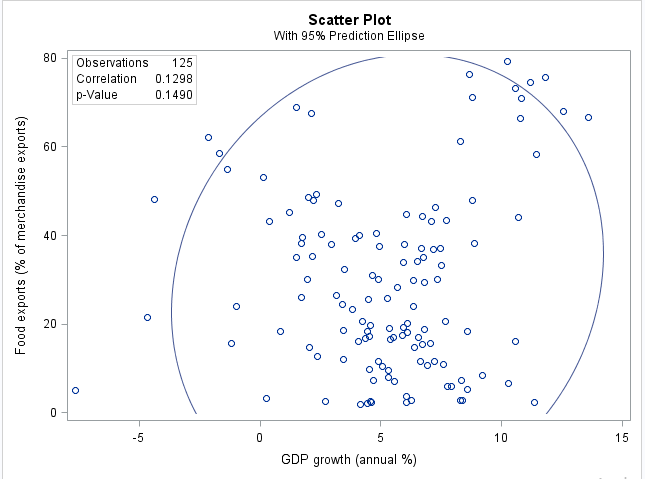 Scatter Plot
With 95% Prediction Ellipse
Observations 125
Correlation 0.1298
p-Value 0.1490
80
60
40
20
0
Food exports (% of merchandise exports)
-5 0 5 10 15
GDP growth (annual %)